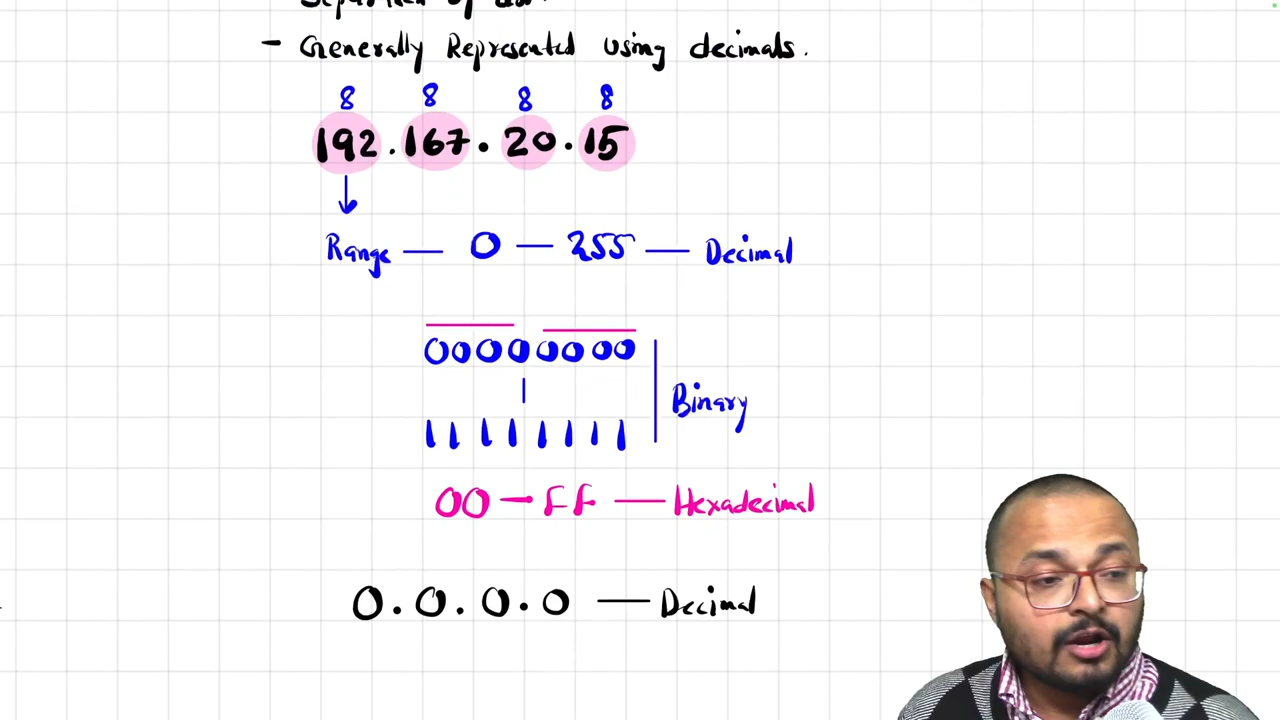 - Generally Represented using decimals.
8 8 8 8
192.167.20.15
Range — 0 — 255 — Decimal
00000000
11111111
Binary
00 — FF — Hexadecimal
0.0.0.0 — Decimal